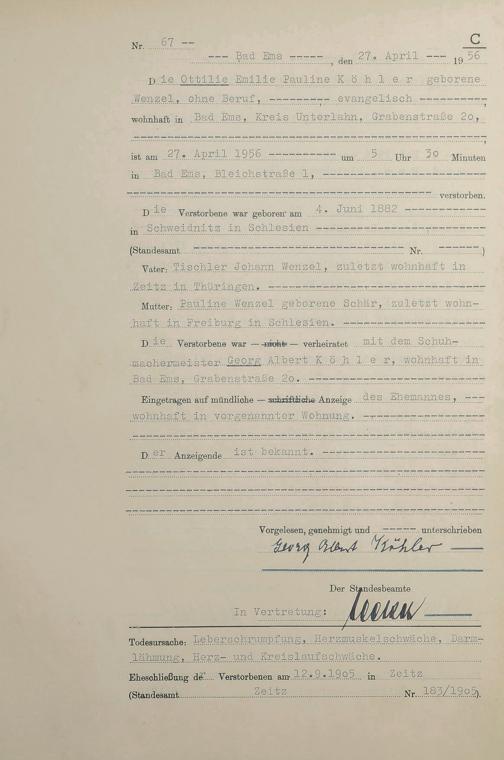 C
Nr. 67 --
--- Bad Ems -----, den 27. April --- 1956
Die Ottilie Emilie Pauline K ö h l e r geborene
Wenzel, ohne Beruf, --------- evangelisch ----------,
wohnhaft in Bad Ems, Kreis Unterlahn, Grabenstraße 2o,
ist am 27. April 1956 ---------- um 5 Uhr 3o Minuten
in Bad Ems, Bleichstraße 1, ----------------
---------------- verstorben.
Die Verstorbene war geboren am 4. Juni 1882 ------------
in Schweidnitz in Schlesien ----------------
(Standesamt ---------------- Nr. ------)
Vater: Tischler Johann Wenzel, zuletzt wohnhaft in
Zeitz in Thüringen. ----------------
Mutter: Pauline Wenzel geborene Schär, zuletzt wohn-
haft in Freiburg in Schlesien. ----------------
Die Verstorbene war — nicht — verheiratet mit dem Schuh-
machermeister Georg Albert K ö h l e r, wohnhaft in
Bad Ems, Grabenstraße 2o. ----------------
Eingetragen auf mündliche — schriftliche Anzeige des Ehemannes, ---
wohnhaft in vorgenannter Wohnung. ----------------
Der Anzeigende ist bekannt. ----------------
Vorgelesen, genehmigt und ----- unterschrieben
Georg Albert Köhler
Der Standesbeamte
In Vertretung:
Todesursache: Leberschrumpfung, Herzmuskelschwäche, Darm-
lähmung, Herz- und Kreislaufschwäche.
Eheschließung der Verstorbenen am 12.9.19o5 in Zeitz
(Standesamt Zeitz Nr. 183/19o5).